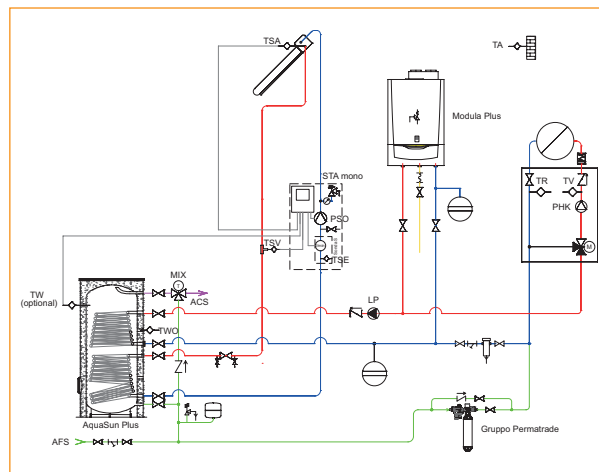 TSA
TA
Modula Plus
STA mono
TR
TV
PSO
PHK
M
TSV
TSE
TW
(optional)
MIX
T
ACS
LP
TWO
AquaSun Plus
AFS
Gruppo Permatrade